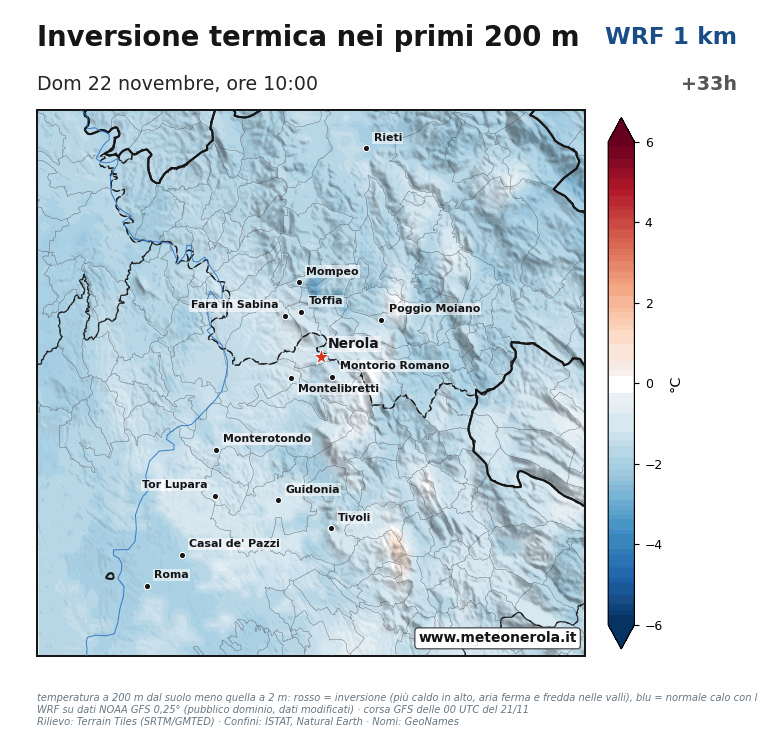 Inversione termica nei primi 200 m WRF 1 km
Dom 22 novembre, ore 10:00 +33h
Rieti
Mompeo
Toffia
Fara in Sabina
Poggio Moiano
Nerola
Montorio Romano
Montelibretti
Monterotondo
Tor Lupara
Guidonia
Tivoli
Casal de' Pazzi
Roma
www.meteonerola.it
6
4
2
0
−2
−4
−6
°C
temperatura a 200 m dal suolo meno quella a 2 m: rosso = inversione (più caldo in alto, aria ferma e fredda nelle valli), blu = normale calo con l
WRF su dati NOAA GFS 0,25° (pubblico dominio, dati modificati) · corsa GFS delle 00 UTC del 21/11
Rilievo: Terrain Tiles (SRTM/GMTED) · Confini: ISTAT, Natural Earth · Nomi: GeoNames